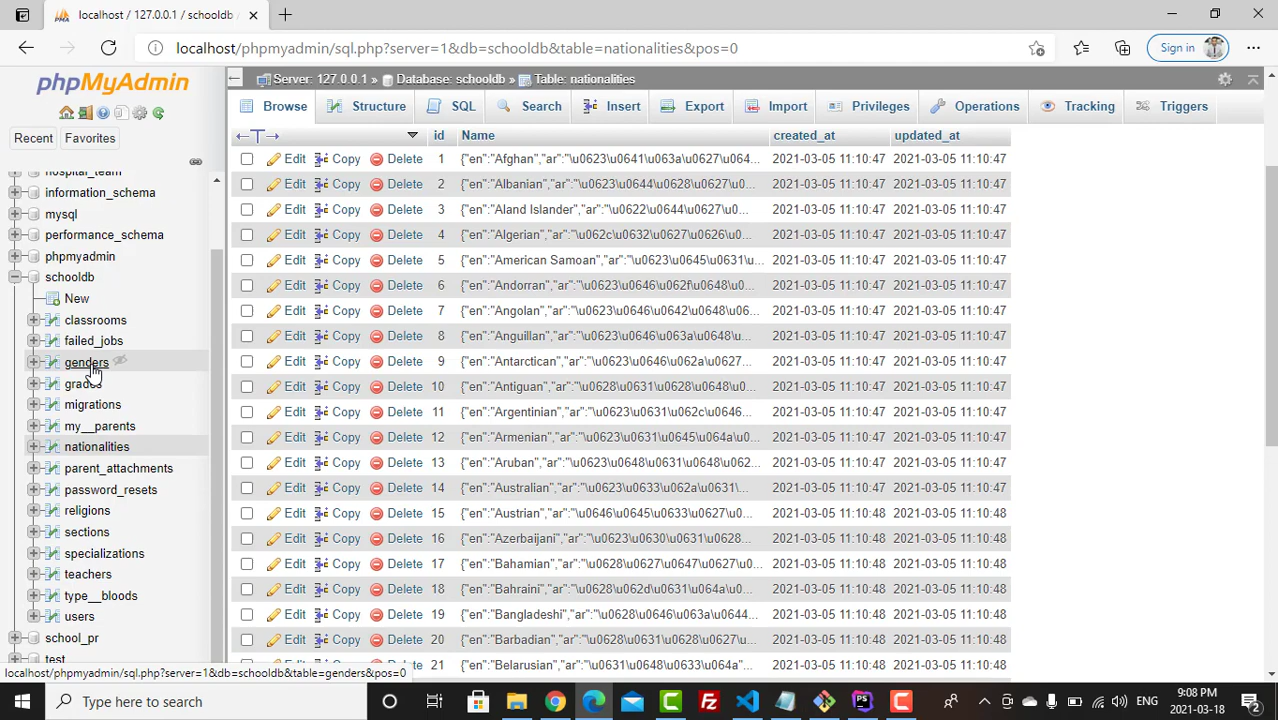 localhost / 127.0.0.1 / schooldb
localhost/phpmyadmin/sql.php?server=1&db=schooldb&table=nationalities&pos=0
Sign in
phpMyAdmin
Recent
Favorites
hospital_team
information_schema
mysql
performance_schema
phpmyadmin
schooldb
New
classrooms
failed_jobs
genders
grades
migrations
my__parents
nationalities
parent_attachments
password_resets
religions
sections
specializations
teachers
type__bloods
users
school_pr
test
Server: 127.0.0.1 » Database: schooldb » Table: nationalities
Browse Structure SQL Search Insert Export Import Privileges Operations Tracking Triggers
id Name created_at updated_at
Edit Copy Delete 1 {"en":"Afghan","ar":"\u0623\u0641\u063a\u0627\u064... 2021-03-05 11:10:47 2021-03-05 11:10:47
Edit Copy Delete 2 {"en":"Albanian","ar":"\u0623\u0644\u0628\u0627\u0... 2021-03-05 11:10:47 2021-03-05 11:10:47
Edit Copy Delete 3 {"en":"Aland Islander","ar":"\u0622\u0644\u0627\u0... 2021-03-05 11:10:47 2021-03-05 11:10:47
Edit Copy Delete 4 {"en":"Algerian","ar":"\u062c\u0632\u0627\u0626\u0... 2021-03-05 11:10:47 2021-03-05 11:10:47
Edit Copy Delete 5 {"en":"American Samoan","ar":"\u0623\u0645\u0631\u... 2021-03-05 11:10:47 2021-03-05 11:10:47
Edit Copy Delete 6 {"en":"Andorran","ar":"\u0623\u0646\u062f\u0648\u0... 2021-03-05 11:10:47 2021-03-05 11:10:47
Edit Copy Delete 7 {"en":"Angolan","ar":"\u0623\u0646\u0642\u0648\u06... 2021-03-05 11:10:47 2021-03-05 11:10:47
Edit Copy Delete 8 {"en":"Anguillan","ar":"\u0623\u0646\u063a\u0648\u... 2021-03-05 11:10:47 2021-03-05 11:10:47
Edit Copy Delete 9 {"en":"Antarctican","ar":"\u0623\u0646\u062a\u0627... 2021-03-05 11:10:47 2021-03-05 11:10:47
Edit Copy Delete 10 {"en":"Antiguan","ar":"\u0628\u0631\u0628\u0648\u0... 2021-03-05 11:10:47 2021-03-05 11:10:47
Edit Copy Delete 11 {"en":"Argentinian","ar":"\u0623\u0631\u062c\u0646... 2021-03-05 11:10:47 2021-03-05 11:10:47
Edit Copy Delete 12 {"en":"Armenian","ar":"\u0623\u0631\u0645\u064a\u0... 2021-03-05 11:10:47 2021-03-05 11:10:47
Edit Copy Delete 13 {"en":"Aruban","ar":"\u0623\u0648\u0631\u0648\u062... 2021-03-05 11:10:47 2021-03-05 11:10:47
Edit Copy Delete 14 {"en":"Australian","ar":"\u0623\u0633\u062a\u0631\... 2021-03-05 11:10:47 2021-03-05 11:10:47
Edit Copy Delete 15 {"en":"Austrian","ar":"\u0646\u0645\u0633\u0627\u0... 2021-03-05 11:10:48 2021-03-05 11:10:48
Edit Copy Delete 16 {"en":"Azerbaijani","ar":"\u0623\u0630\u0631\u0628... 2021-03-05 11:10:48 2021-03-05 11:10:48
Edit Copy Delete 17 {"en":"Bahamian","ar":"\u0628\u0627\u0647\u0627\u0... 2021-03-05 11:10:48 2021-03-05 11:10:48
Edit Copy Delete 18 {"en":"Bahraini","ar":"\u0628\u062d\u0631\u064a\u0... 2021-03-05 11:10:48 2021-03-05 11:10:48
Edit Copy Delete 19 {"en":"Bangladeshi","ar":"\u0628\u0646\u063a\u0644... 2021-03-05 11:10:48 2021-03-05 11:10:48
Edit Copy Delete 20 {"en":"Barbadian","ar":"\u0628\u0631\u0628\u0627\u... 2021-03-05 11:10:48 2021-03-05 11:10:48
Edit Copy Delete 21 {"en":"Belarusian","ar":"\u0631\u0648\u0633\u064a\... 2021-03-05 11:10:48 2021-03-05 11:10:48
localhost/phpmyadmin/sql.php?server=1&db=schooldb&table=genders&pos=0
Type here to search
ENG
9:08 PM
2021-03-18
2